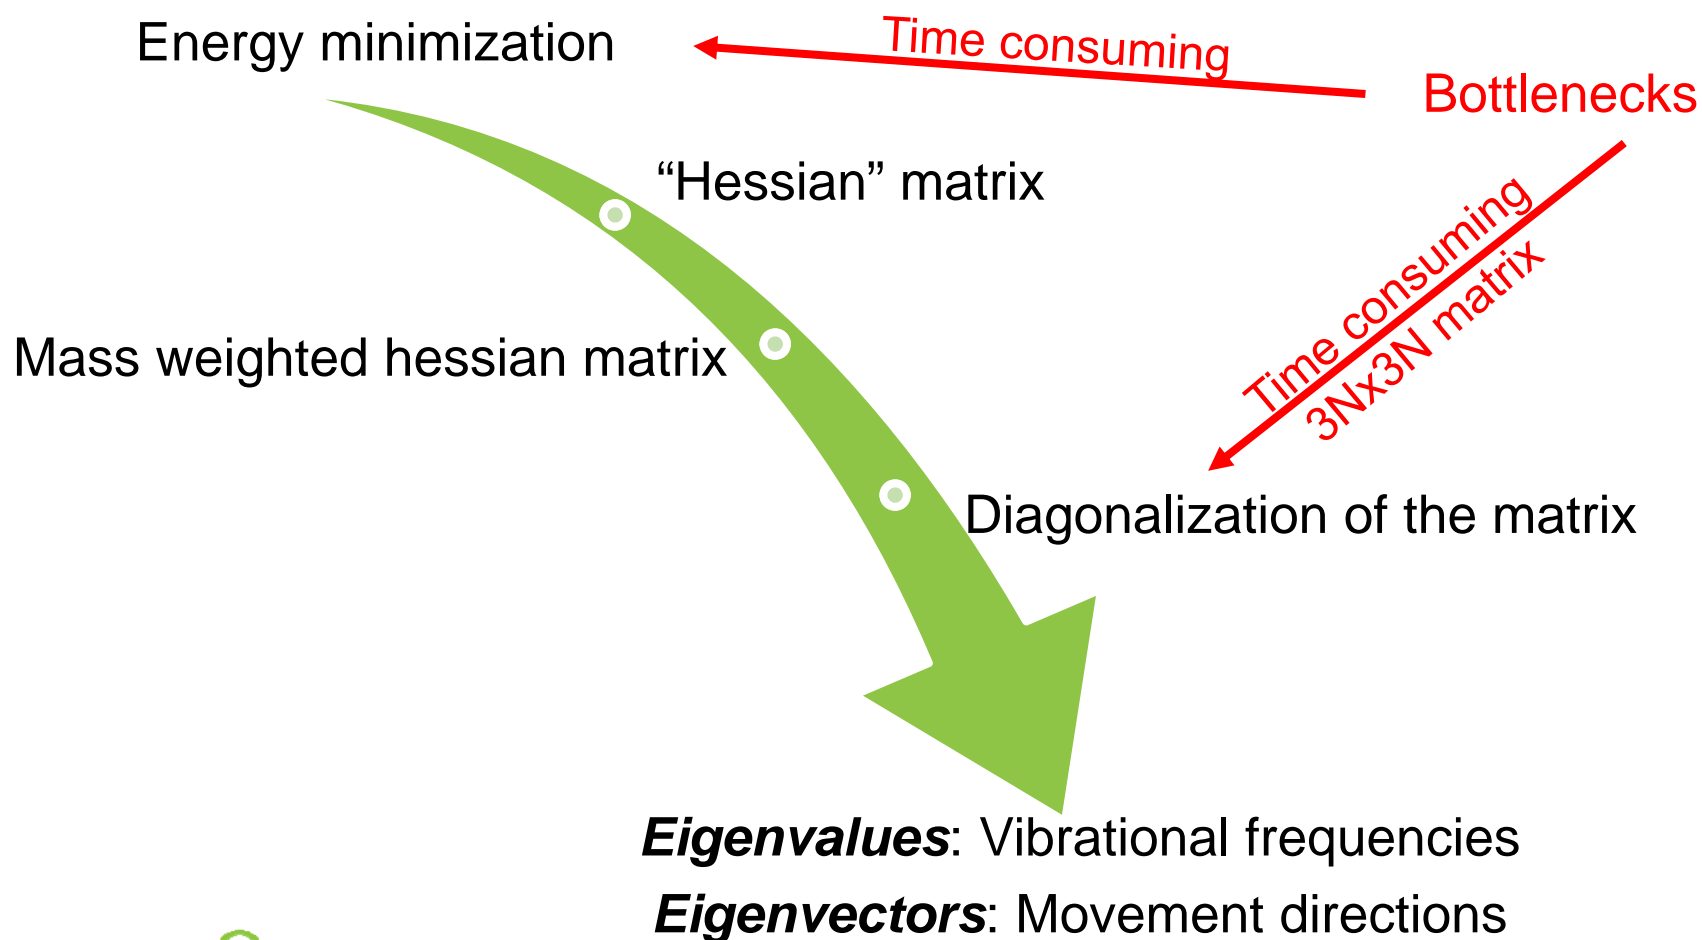 Energy minimization
Time consuming
Bottlenecks
“Hessian” matrix
Time consuming
3Nx3N matrix
Mass weighted hessian matrix
Diagonalization of the matrix
Eigenvalues: Vibrational frequencies
Eigenvectors: Movement directions